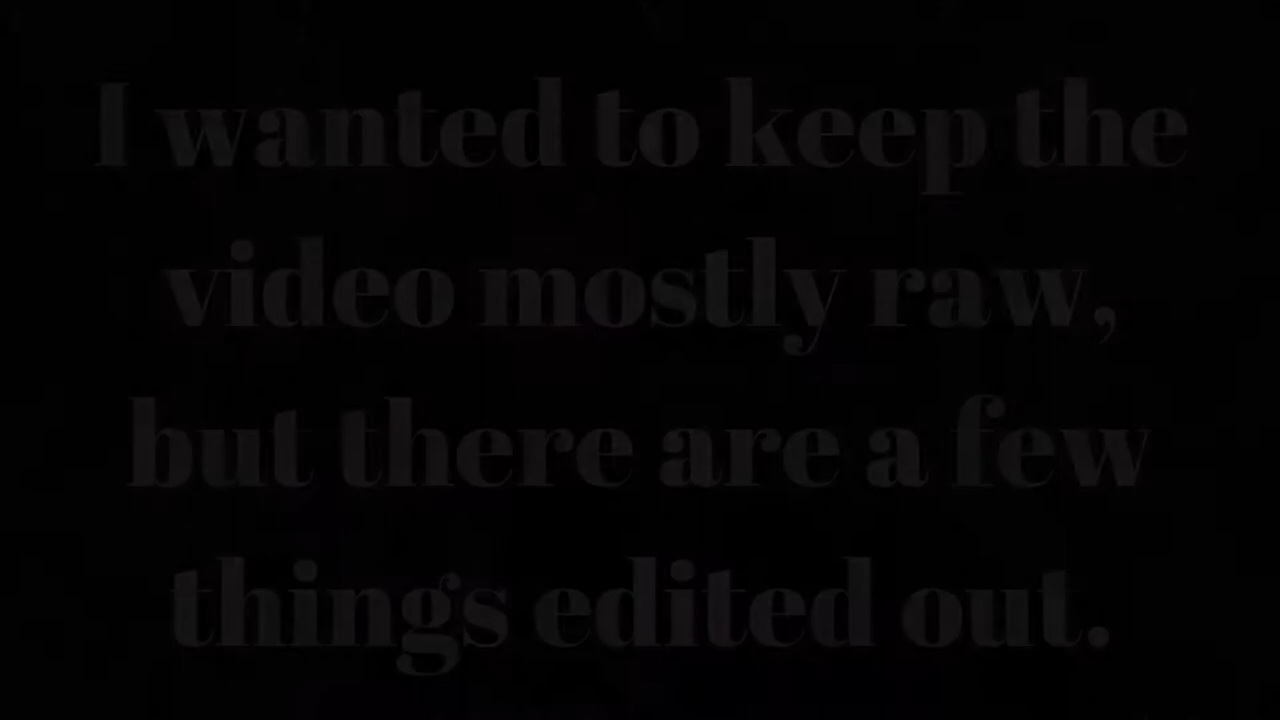 I wanted to keep the
video mostly raw,
but there are a few
things edited out.